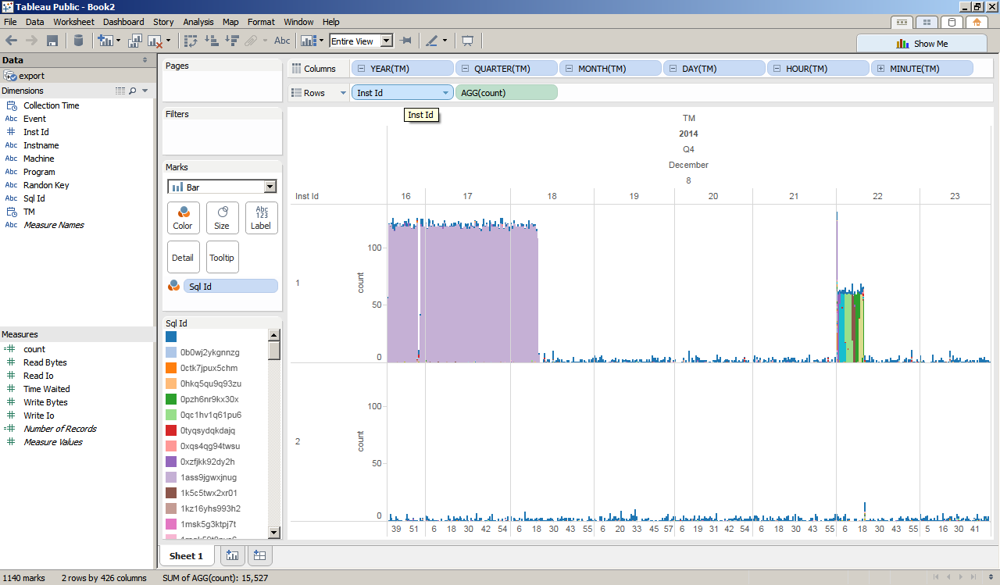 Tableau Public - Book2
File Data Worksheet Dashboard Story Analysis Map Format Window Help
Abc Entire View Show Me
Data
export
Dimensions
Collection Time
Abc Event
Inst Id
Abc Instname
Abc Machine
Abc Program
Abc Randon Key
Abc Sql Id
TM
Abc Measure Names
Measures
count
Read Bytes
Read Io
Time Waited
Write Bytes
Write Io
Number of Records
Measure Values
Pages
Filters
Marks
Bar
Abc
123
Color Size Label
Detail Tooltip
Sql Id
Sql Id
0b0wj2ykgnnzg
0ctk7jpux5chm
0hkq5qu9q93zu
0pzh6nr9kx30x
0qc1hv1q61pu6
0tyqsydqkdajq
0xqs4qg94twsu
0xzfjkk92dy2h
1ass9jgwxjnug
1k5c5twx2xr01
1kz16yhs993h2
1msk5g3ktpj7t
Columns YEAR(TM) QUARTER(TM) MONTH(TM) DAY(TM) HOUR(TM) MINUTE(TM)
Rows Inst Id AGG(count)
Inst Id
TM
2014
Q4
December
8
Inst Id 16 17 18 19 20 21 22 23
100
1 count
50
0
100
2 count
50
0
39 51 6 18 30 42 54 6 18 30 43 55 6 20 33 45 57 6 19 31 42 54 6 18 30 43 55 6 18 30 43 55 5 16 30 41
Sheet 1
1140 marks 2 rows by 426 columns SUM of AGG(count): 15,527